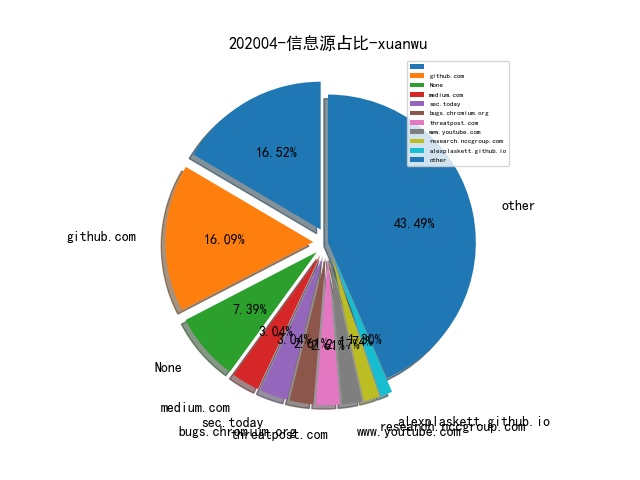 202004-信息源占比-xuanwu
github.com
None
medium.com
sec.today
bugs.chromium.org
threatpost.com
www.youtube.com
research.nccgroup.com
alexplaskett.github.io
other
16.52%
16.09%
43.49%
7.39%
3.04%
3.04%
other
github.com
None
medium.com
sec.today
bugs.chromium.org
threatpost.com
www.youtube.com
research.nccgroup.com
alexplaskett.github.io